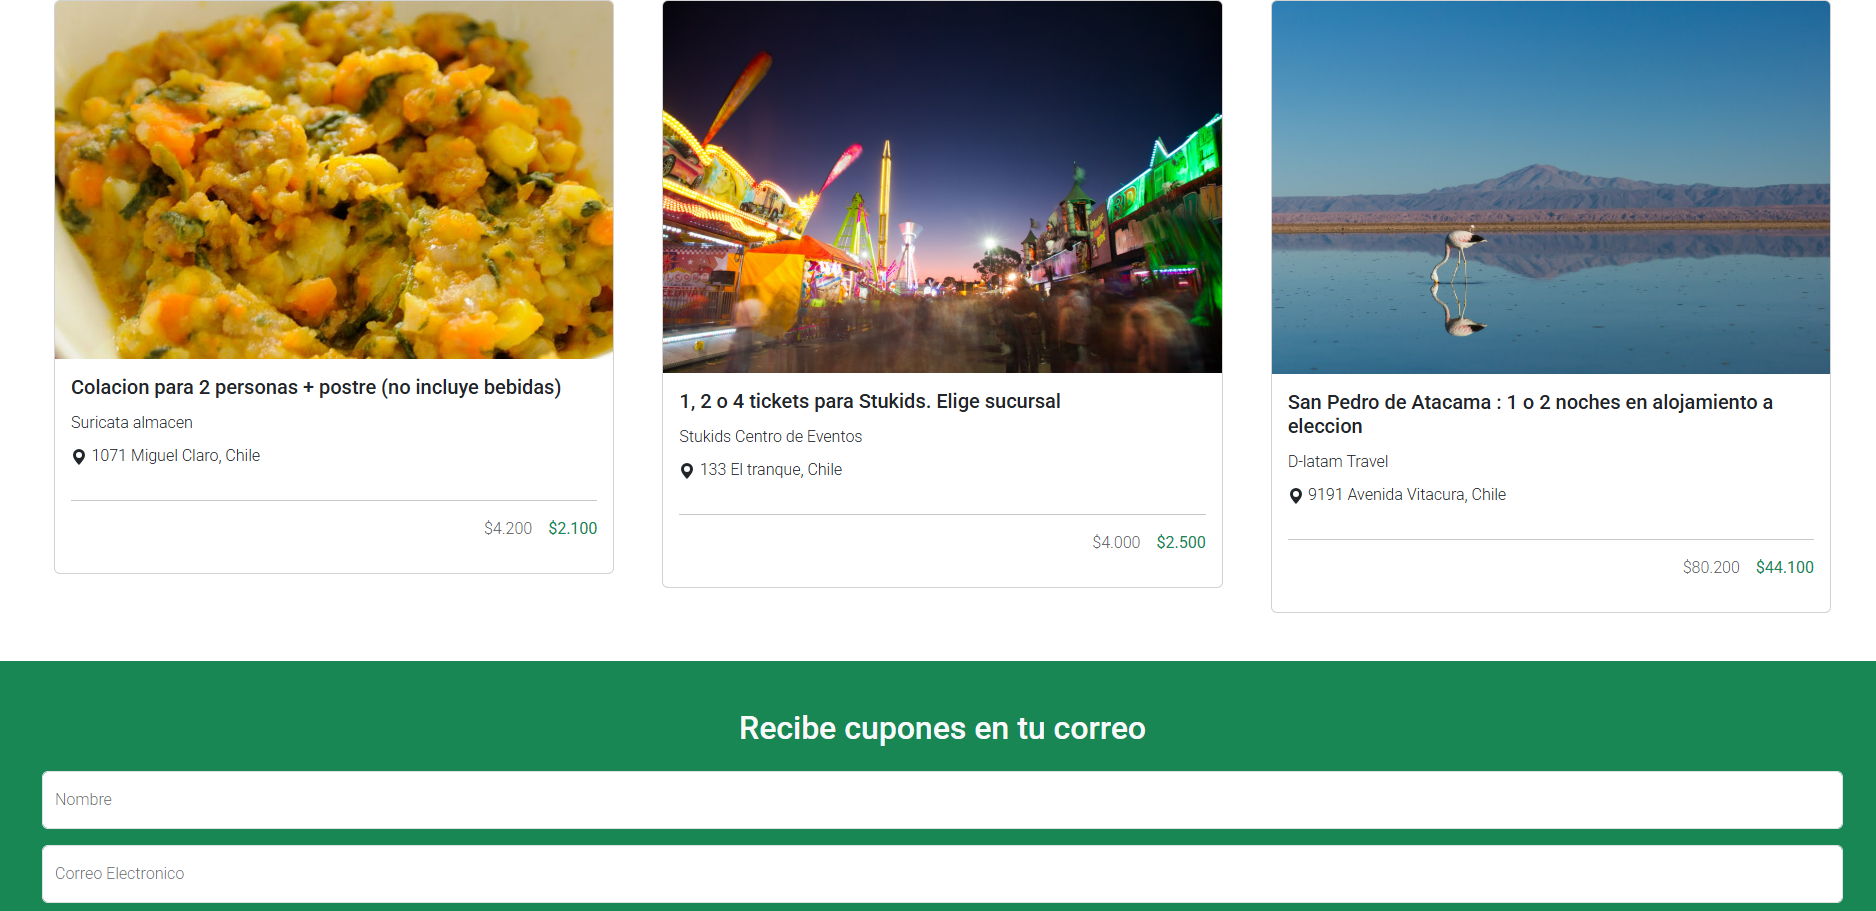 Colacion para 2 personas + postre (no incluye bebidas)
Suricata almacen
1071 Miguel Claro, Chile
$4.200 $2.100
1, 2 o 4 tickets para Stukids. Elige sucursal
Stukids Centro de Eventos
133 El tranque, Chile
$4.000 $2.500
San Pedro de Atacama : 1 o 2 noches en alojamiento a
eleccion
D-latam Travel
9191 Avenida Vitacura, Chile
$80.200 $44.100
Recibe cupones en tu correo
Nombre
Correo Electronico